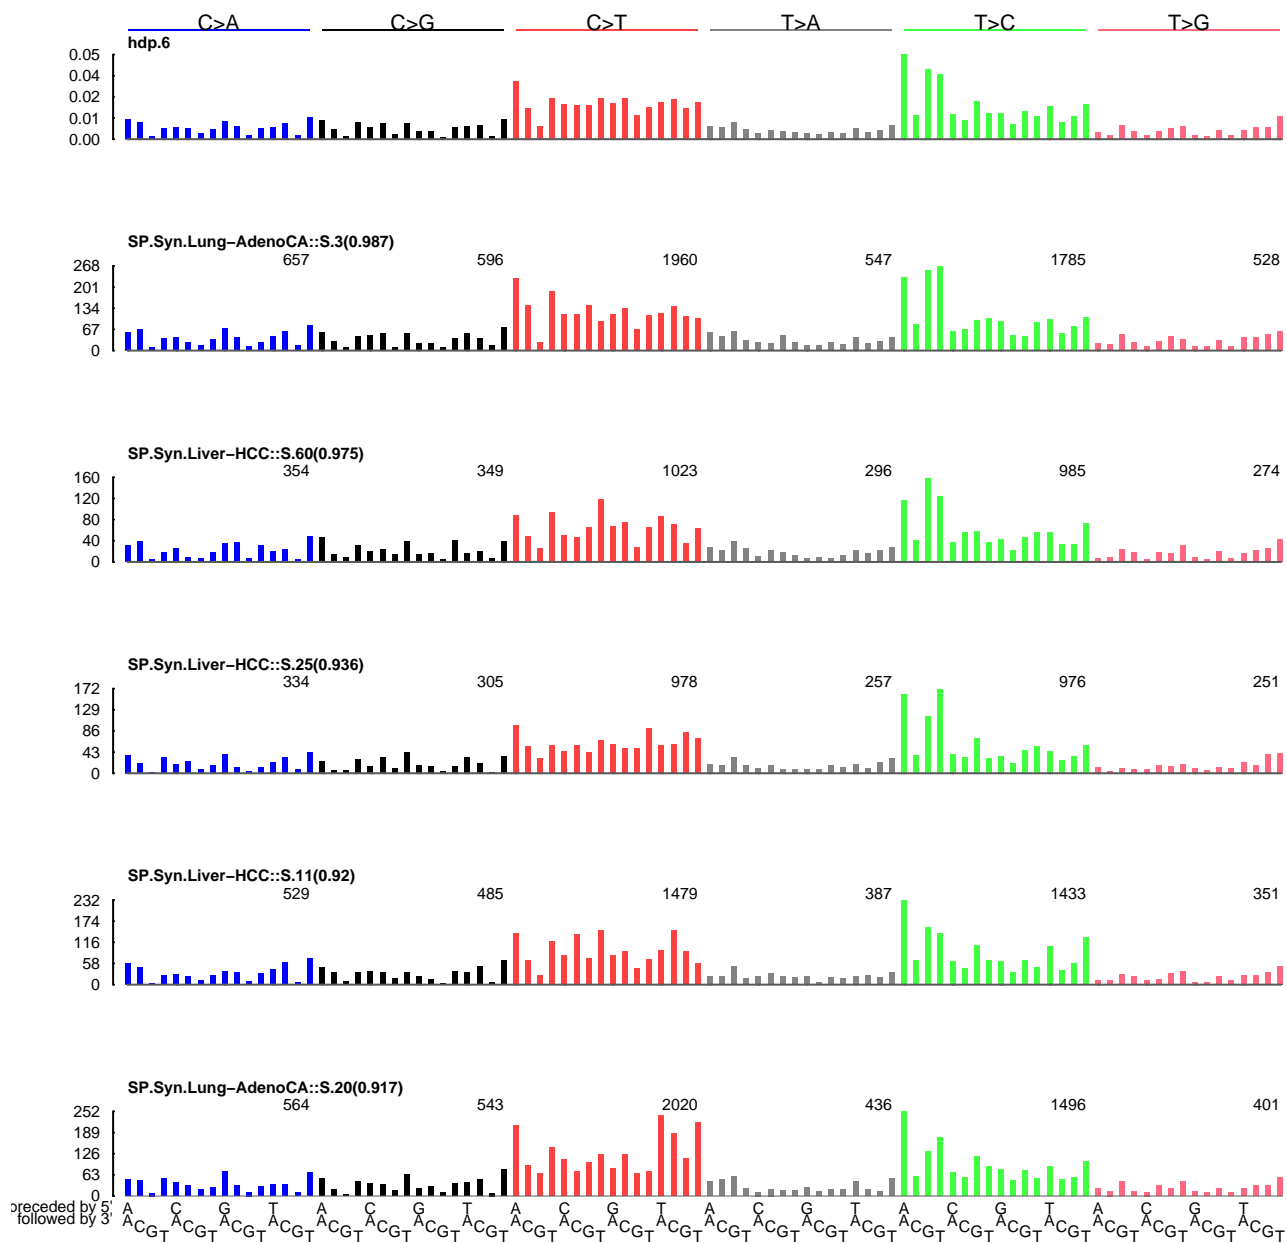 C>A C>G C>T T>A T>C T>G
hdp.6
0.05
0.04
0.02
0.01
0.00
SP.Syn.Lung−AdenoCA::S.3(0.987)
657 596 1960 547 1785 528
268
201
134
67
0
SP.Syn.Liver−HCC::S.60(0.975)
354 349 1023 296 985 274
160
120
80
40
0
SP.Syn.Liver−HCC::S.25(0.936)
334 305 978 257 976 251
172
129
86
43
0
SP.Syn.Liver−HCC::S.11(0.92)
529 485 1479 387 1433 351
232
174
116
58
0
SP.Syn.Lung−AdenoCA::S.20(0.917)
564 543 2020 436 1496 401
252
189
126
63
0
preceded by 5' A C G T A C G T A C G T A C G T A C G T A C G T
followed by 3' A C G T A C G T A C G T A C G T A C G T A C G T A C G T A C G T A C G T A C G T A C G T A C G T A C G T A C G T A C G T A C G T A C G T A C G T A C G T A C G T A C G T A C G T A C G T A C G T